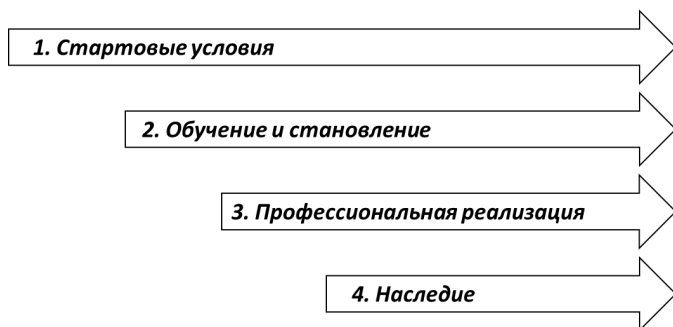 1. Стартовые условия
2. Обучение и становление
3. Профессиональная реализация
4. Наследие